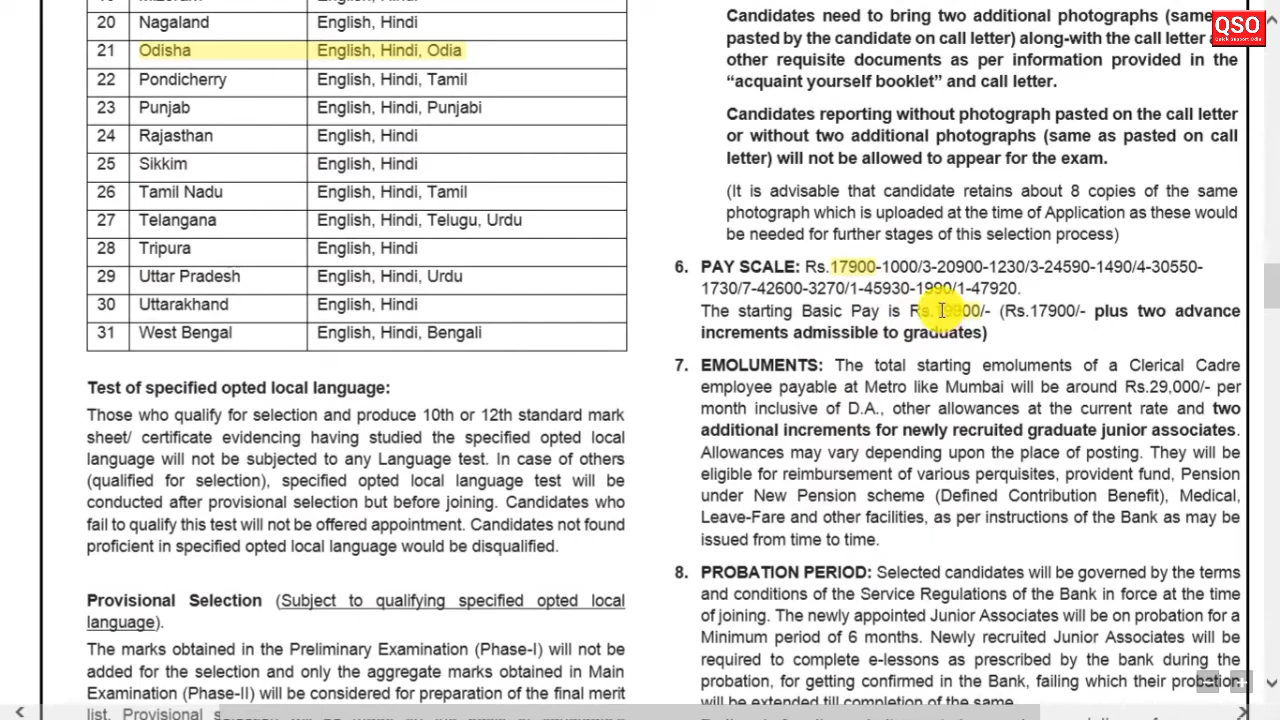 20 Nagaland English, Hindi
21 Odisha English, Hindi, Odia
22 Pondicherry English, Hindi, Tamil
23 Punjab English, Hindi, Punjabi
24 Rajasthan English, Hindi
25 Sikkim English, Hindi
26 Tamil Nadu English, Hindi, Tamil
27 Telangana English, Hindi, Telugu, Urdu
28 Tripura English, Hindi
29 Uttar Pradesh English, Hindi, Urdu
30 Uttarakhand English, Hindi
31 West Bengal English, Hindi, Bengali
Test of specified opted local language:
Those who qualify for selection and produce 10th or 12th standard mark
sheet/ certificate evidencing having studied the specified opted local
language will not be subjected to any Language test. In case of others
(qualified for selection), specified opted local language test will be
conducted after provisional selection but before joining. Candidates who
fail to qualify this test will not be offered appointment. Candidates not found
proficient in specified opted local language would be disqualified.
Provisional Selection (Subject to qualifying specified opted local
language).
The marks obtained in the Preliminary Examination (Phase-I) will not be
added for the selection and only the aggregate marks obtained in Main
Examination (Phase-II) will be considered for preparation of the final merit
list. Provisional
Candidates need to bring two additional photographs (same
pasted by the candidate on call letter) along-with the call letter
other requisite documents as per information provided in the
“acquaint yourself booklet” and call letter.
Candidates reporting without photograph pasted on the call letter
or without two additional photographs (same as pasted on call
letter) will not be allowed to appear for the exam.
(It is advisable that candidate retains about 8 copies of the same
photograph which is uploaded at the time of Application as these would
be needed for further stages of this selection process)
6. PAY SCALE: Rs.17900-1000/3-20900-1230/3-24590-1490/4-30550-
1730/7-42600-3270/1-45930-1990/1-47920.
The starting Basic Pay is Rs.19900/- (Rs.17900/- plus two advance
increments admissible to graduates)
7. EMOLUMENTS: The total starting emoluments of a Clerical Cadre
employee payable at Metro like Mumbai will be around Rs.29,000/- per
month inclusive of D.A., other allowances at the current rate and two
additional increments for newly recruited graduate junior associates.
Allowances may vary depending upon the place of posting. They will be
eligible for reimbursement of various perquisites, provident fund, Pension
under New Pension scheme (Defined Contribution Benefit), Medical,
Leave-Fare and other facilities, as per instructions of the Bank as may be
issued from time to time.
8. PROBATION PERIOD: Selected candidates will be governed by the terms
and conditions of the Service Regulations of the Bank in force at the time
of joining. The newly appointed Junior Associates will be on probation for a
Minimum period of 6 months. Newly recruited Junior Associates will be
required to complete e-lessons as prescribed by the bank during the
probation, for getting confirmed in the Bank, failing which their probation
will be extended till completion of the same.
QSO
Quick Support Odia